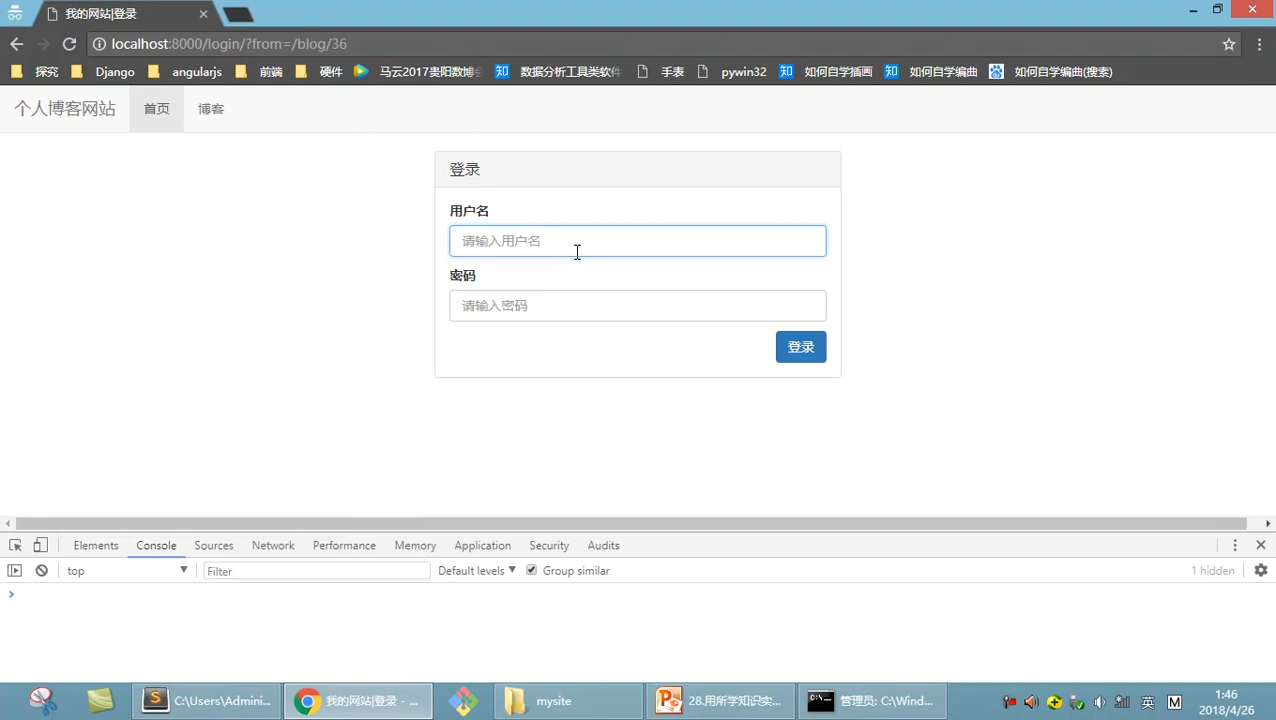 我的网站|登录
localhost:8000/login/?from=/blog/36
探究 Django angularjs 前端 硬件 马云2017贵阳数博会 数据分析工具类软件 手表 pywin32 如何自学插画 如何自学编曲 如何自学编曲(搜索)
个人博客网站 首页 博客
登录
用户名
请输入用户名
密码
请输入密码
登录
Elements Console Sources Network Performance Memory Application Security Audits
top Filter Default levels Group similar 1 hidden
C:\Users\Admini... 我的网站|登录 - ... mysite 28.用所学知识实... 管理员: C:\Wind... 英 M
1:46
2018/4/26